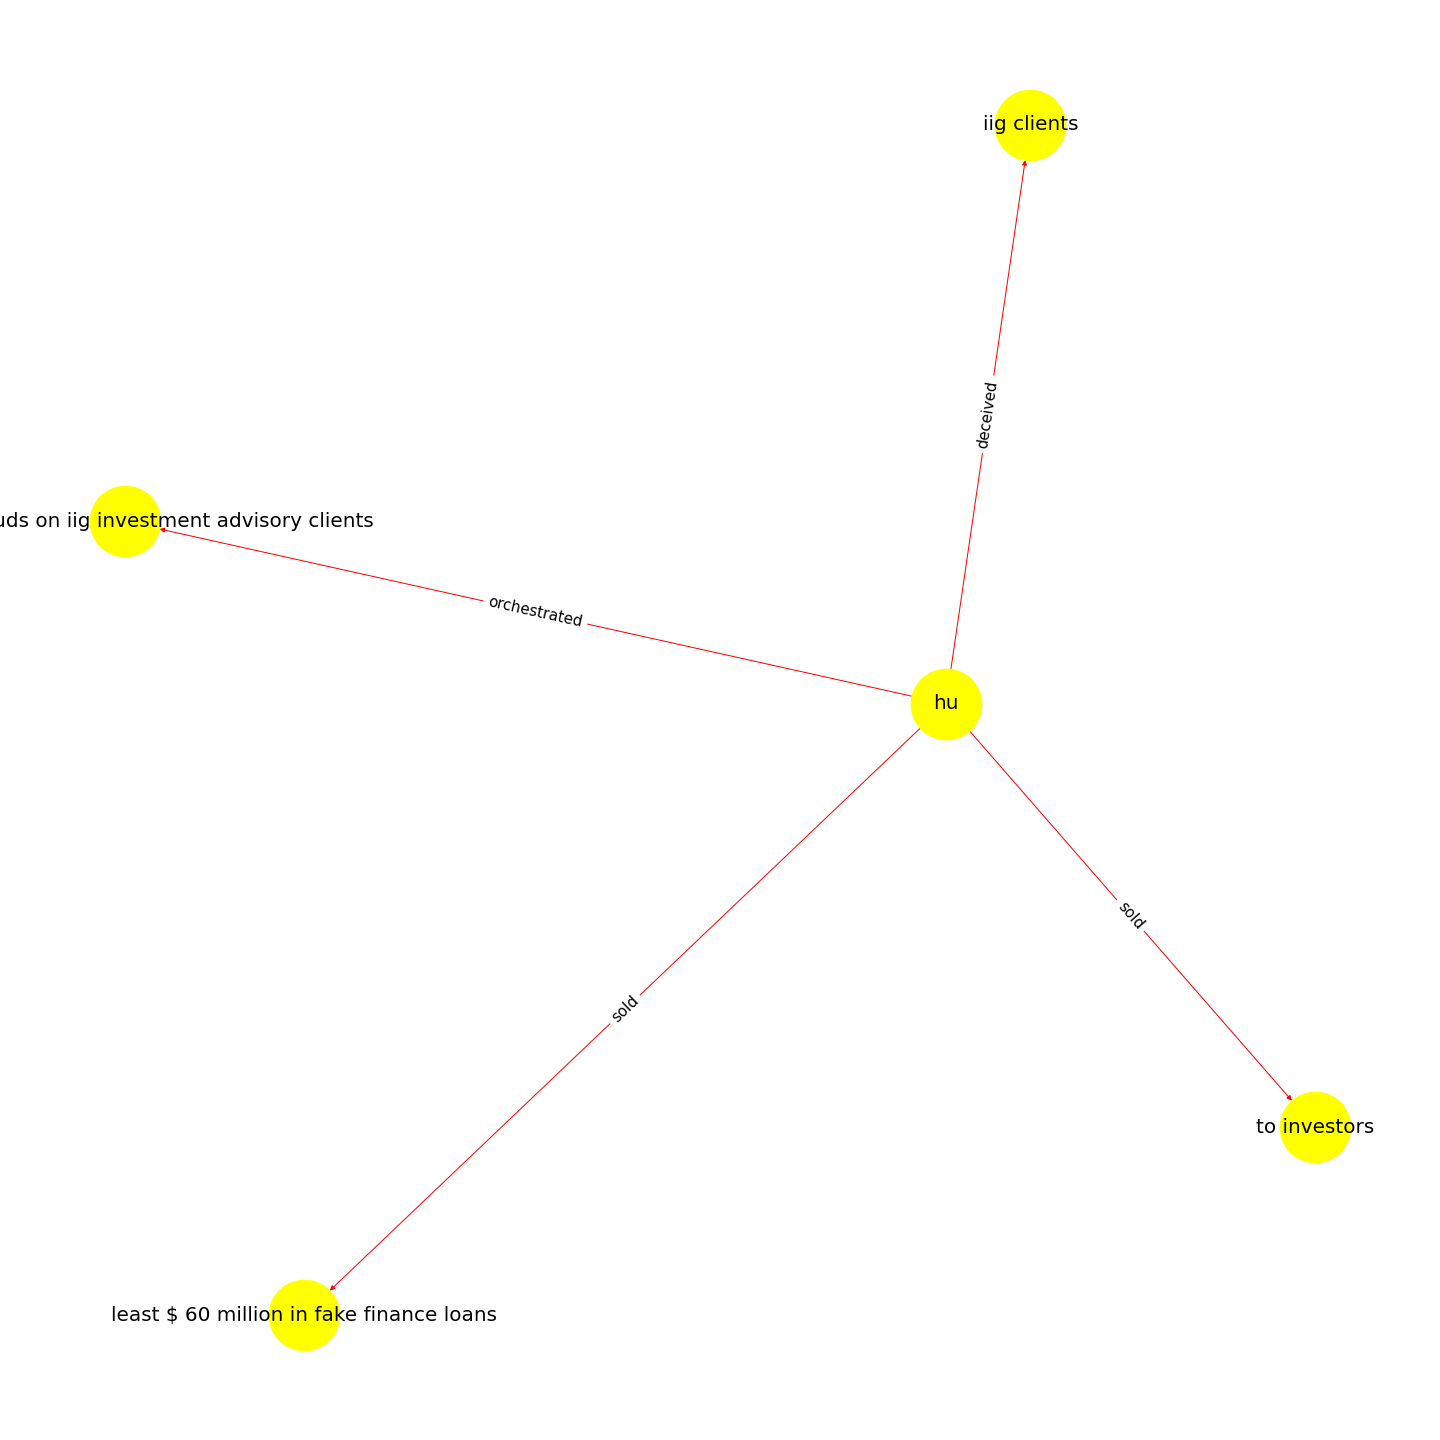 iig clients
deceived
uds on iig investment advisory clients
orchestrated
hu
sold
sold
to investors
least $ 60 million in fake finance loans